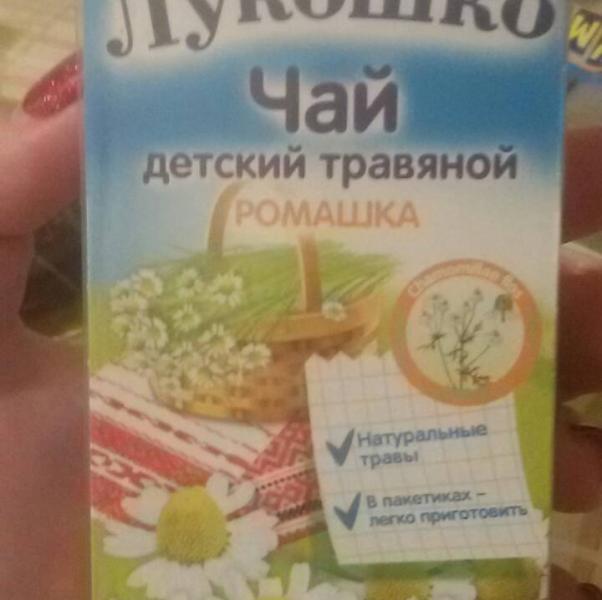 Лукошко
Чай
детский травяной
РОМАШКА
Натуральные
травы
В пакетиках –
легко приготовить